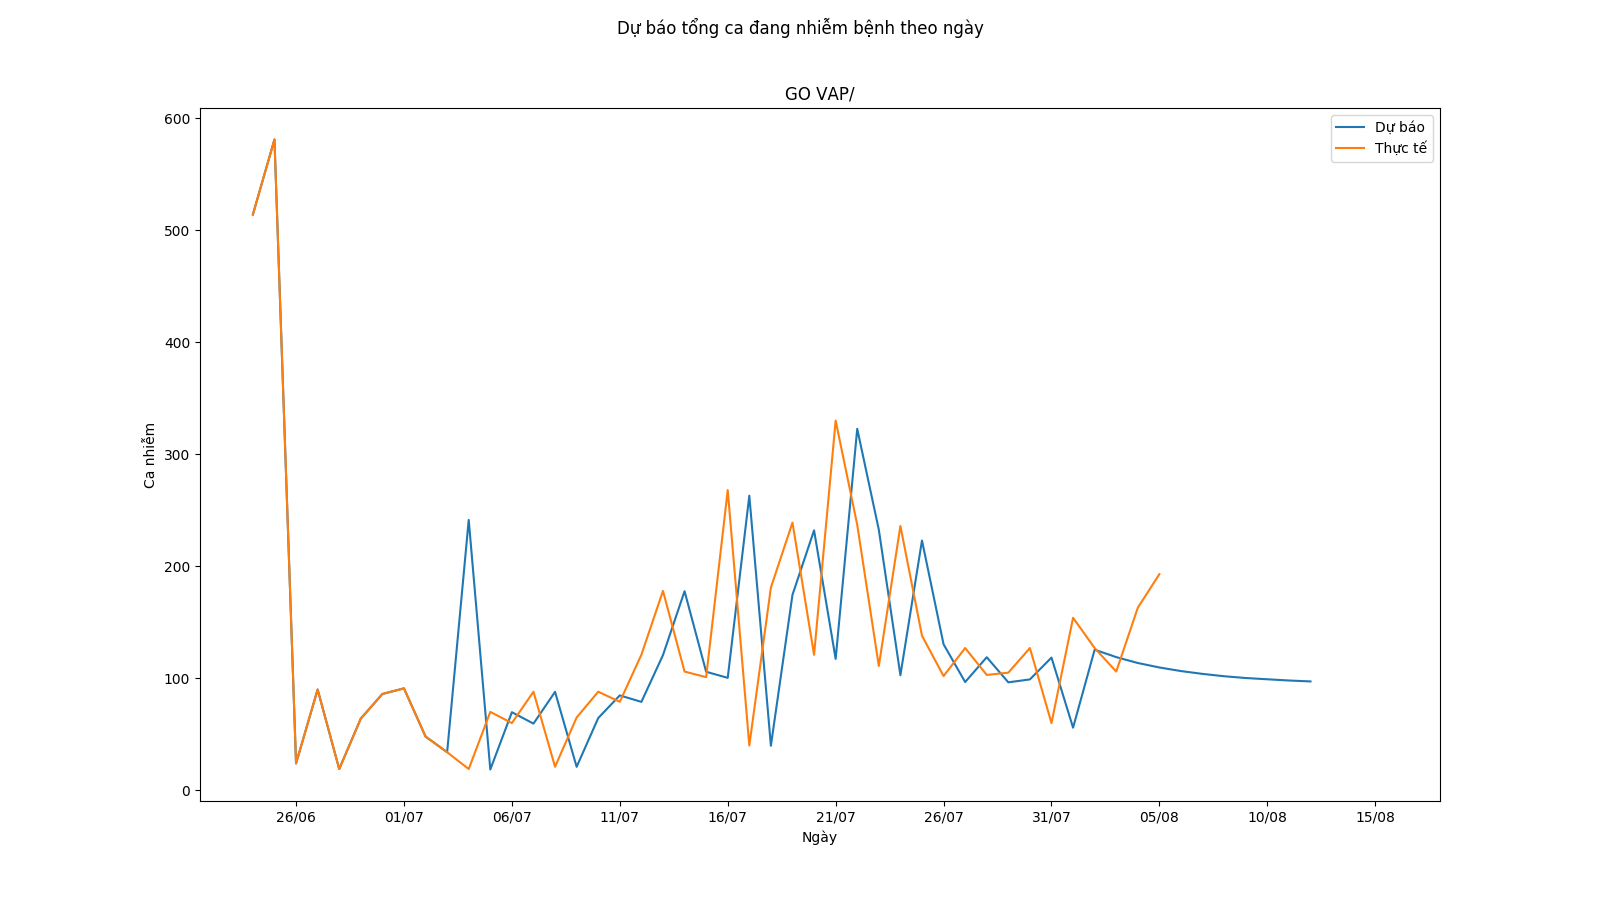 Dự báo tổng ca đang nhiễm bệnh theo ngày
GO VAP/
600
500
400
300
200
100
0
Ca nhiễm
Dự báo
Thực tế
26/06 01/07 06/07 11/07 16/07 21/07 26/07 31/07 05/08 10/08 15/08
Ngày